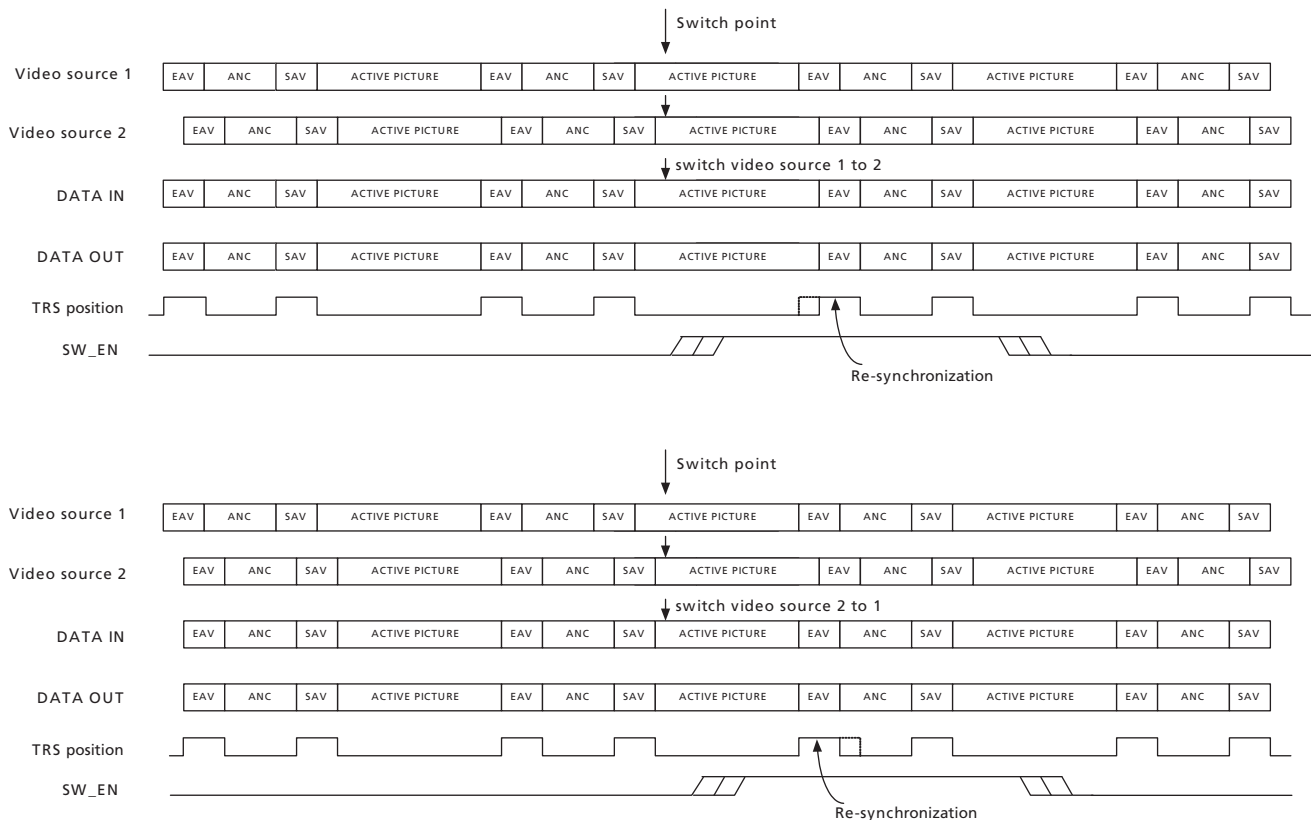 Switch point
Video source 1 EAV ANC SAV ACTIVE PICTURE EAV ANC SAV ACTIVE PICTURE EAV ANC SAV ACTIVE PICTURE EAV ANC SAV
Video source 2 EAV ANC SAV ACTIVE PICTURE EAV ANC SAV ACTIVE PICTURE EAV ANC SAV ACTIVE PICTURE EAV ANC SAV
switch video source 1 to 2
DATA IN EAV ANC SAV ACTIVE PICTURE EAV ANC SAV ACTIVE PICTURE EAV ANC SAV ACTIVE PICTURE EAV ANC SAV
DATA OUT EAV ANC SAV ACTIVE PICTURE EAV ANC SAV ACTIVE PICTURE EAV ANC SAV ACTIVE PICTURE EAV ANC SAV
TRS position
SW_EN
Re-synchronization
Switch point
Video source 1 EAV ANC SAV ACTIVE PICTURE EAV ANC SAV ACTIVE PICTURE EAV ANC SAV ACTIVE PICTURE EAV ANC SAV
Video source 2 EAV ANC SAV ACTIVE PICTURE EAV ANC SAV ACTIVE PICTURE EAV ANC SAV ACTIVE PICTURE EAV ANC SAV
switch video source 2 to 1
DATA IN EAV ANC SAV ACTIVE PICTURE EAV ANC SAV ACTIVE PICTURE EAV ANC SAV ACTIVE PICTURE EAV ANC SAV
DATA OUT EAV ANC SAV ACTIVE PICTURE EAV ANC SAV ACTIVE PICTURE EAV ANC SAV ACTIVE PICTURE EAV ANC SAV
TRS position
SW_EN
Re-synchronization